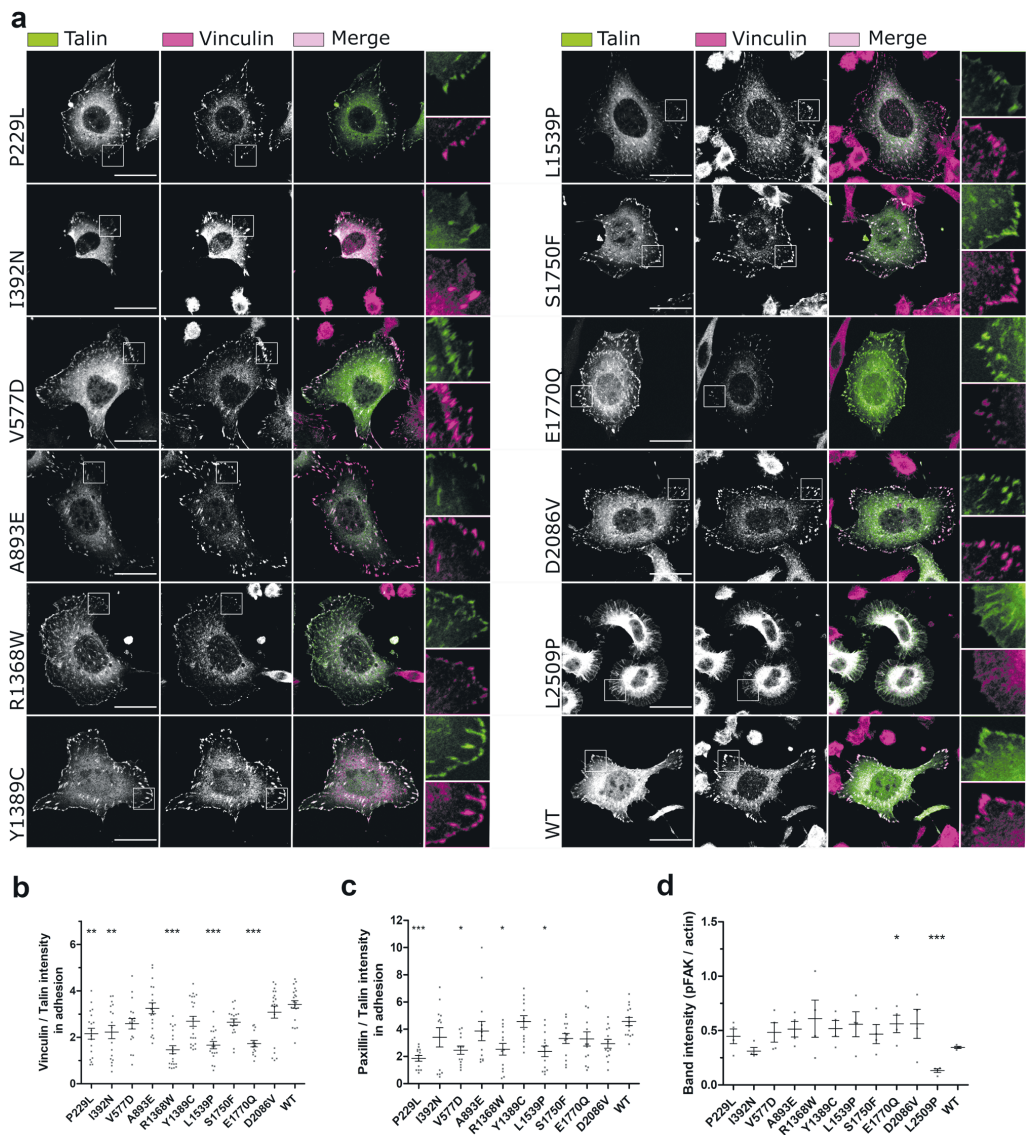 a
Talin Vinculin Merge
Talin Vinculin Merge
P229L
I392N
V577D
A893E
R1368W
Y1389C
L1539P
S1750F
E1770Q
D2086V
L2509P
WT
b
Vinculin / Talin intensity
in adhesion
6
4
2
0
** ** *** *** ***
P229L I392N V577D A893E R1368W Y1389C L1539P S1750F E1770Q D2086V WT
c
Paxillin / Talin intensity
in adhesion
12
10
8
6
4
2
0
*** * * *
P229L I392N V577D A893E R1368W Y1389C L1539P S1750F E1770Q D2086V WT
d
Band intensity (pFAK / actin)
1.5
1.0
0.5
0.0
* ***
P229L I392N V577D A893E R1368W Y1389C L1539P S1750F E1770Q D2086V L2509P WT